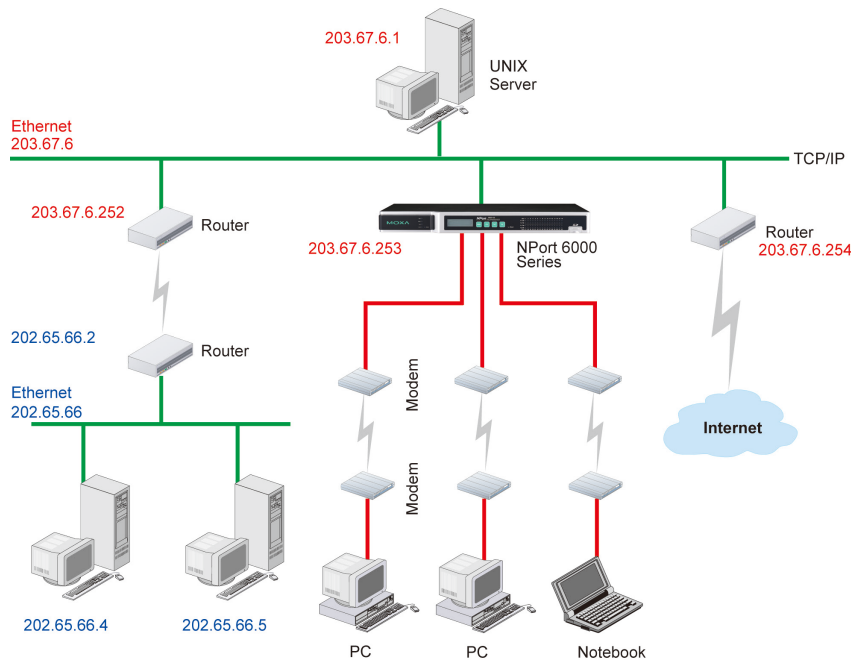 203.67.6.1
UNIX
Server
Ethernet
203.67.6
TCP/IP
203.67.6.252
Router
MOXA
NPort
203.67.6.253
NPort 6000
Series
Router
203.67.6.254
202.65.66.2
Router
Ethernet
202.65.66
Modem
Internet
Modem
202.65.66.4
202.65.66.5
PC
PC
Notebook